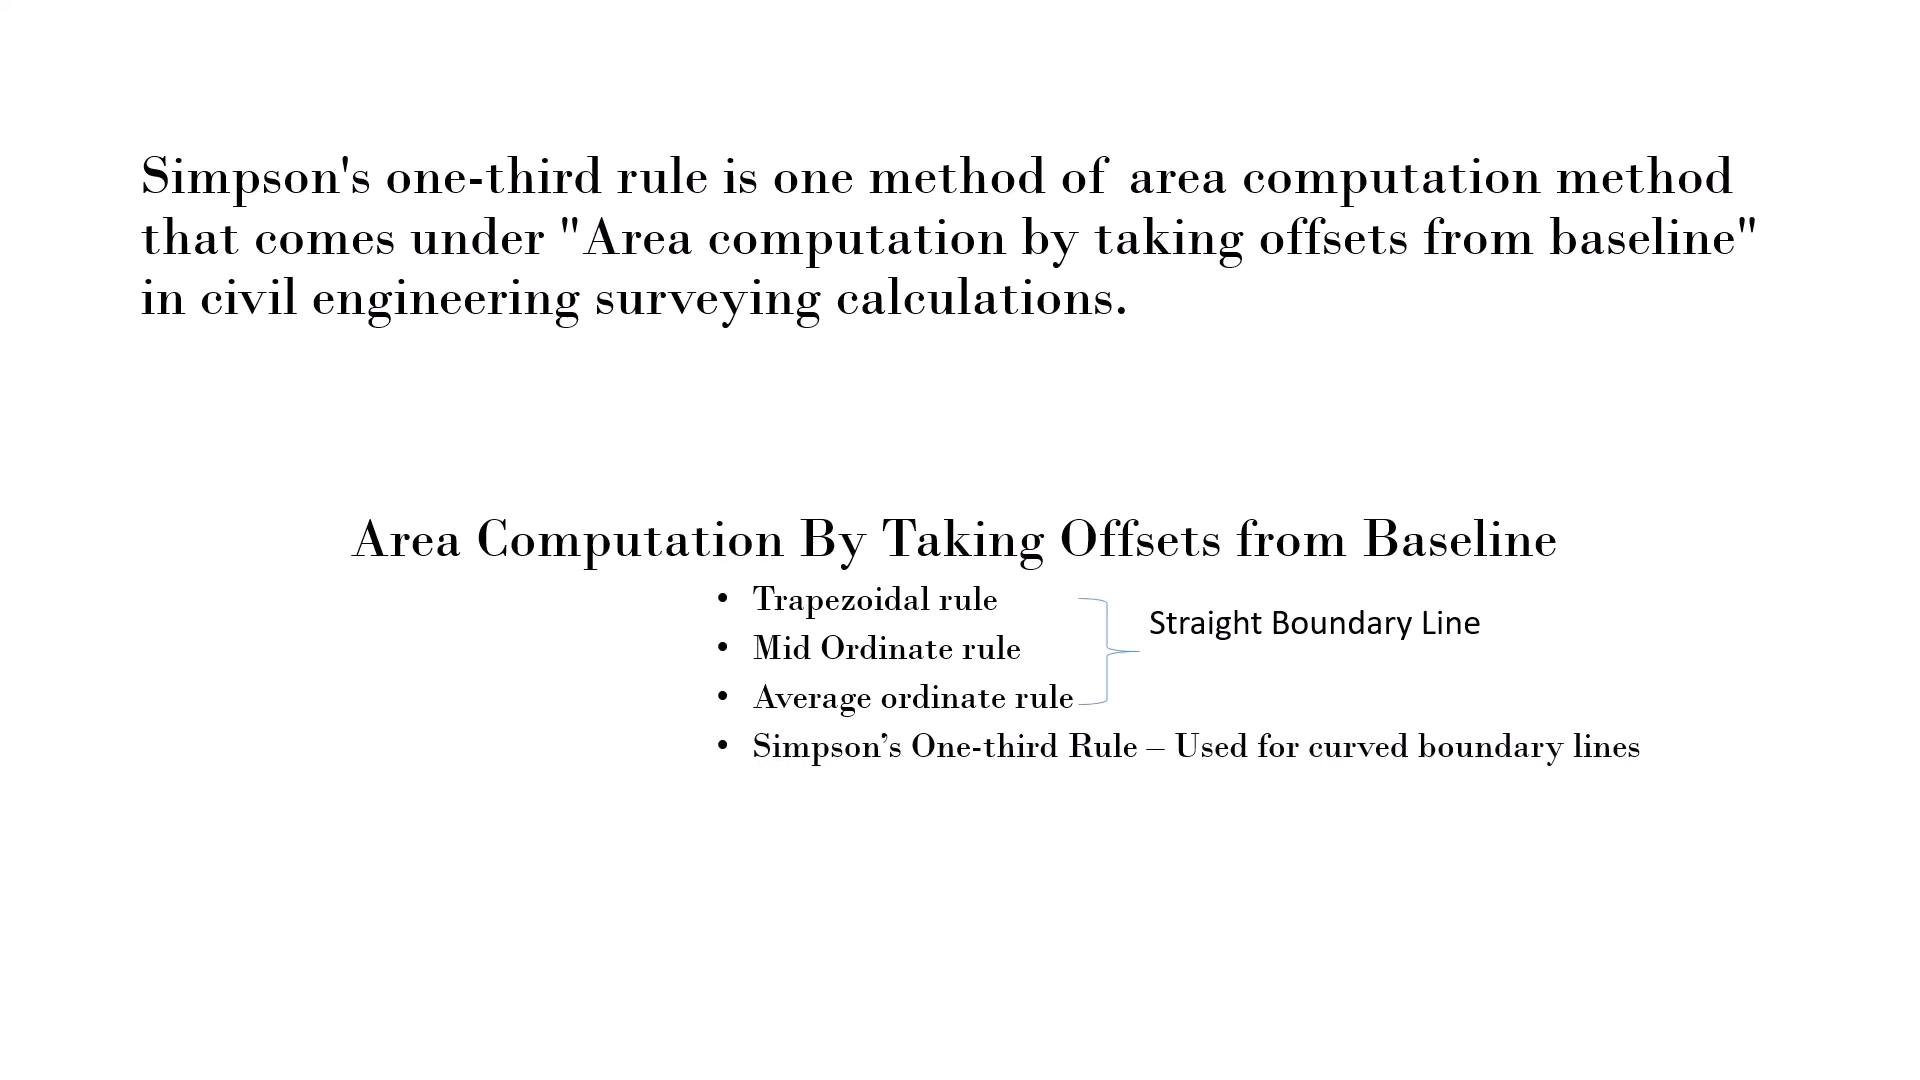 Simpson's one-third rule is one method of area computation method
that comes under "Area computation by taking offsets from baseline"
in civil engineering surveying calculations.
Area Computation By Taking Offsets from Baseline
• Trapezoidal rule
Straight Boundary Line
• Mid Ordinate rule
• Average ordinate rule
• Simpson’s One-third Rule – Used for curved boundary lines